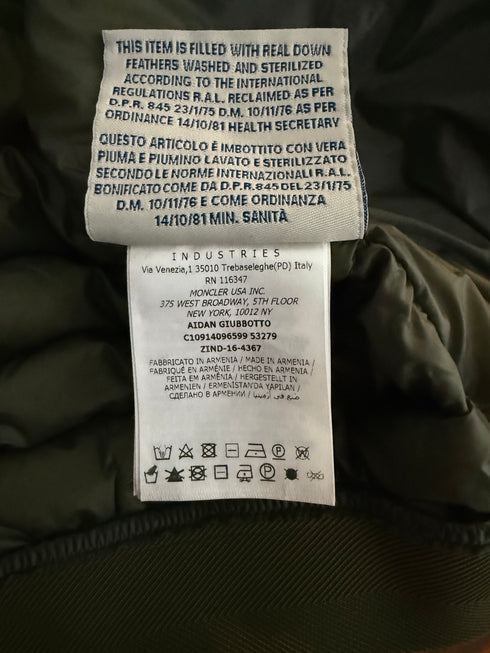 THIS ITEM IS FILLED WITH REAL DOWN
FEATHERS WASHED AND STERILIZED
ACCORDING TO THE INTERNATIONAL
REGULATIONS R.A.L. RECLAIMED AS PER
D.P.R. 845 23/1/75 D.M. 10/11/76 AS PER
ORDINANCE 14/10/81 HEALTH SECRETARY
QUESTO ARTICOLO È IMBOTTITO CON VERA
PIUMA E PIUMINO LAVATO E STERILIZZATO
SECONDO LE NORME INTERNAZIONALI R.A.L.
BONIFICATO COME DA D.P.R.845 DEL 23/1/75
D.M. 10/11/76 E COME ORDINANZA
14/10/81 MIN. SANITÀ
INDUSTRIES
Via Venezia,1 35010 Trebaseleghe(PD) Italy
RN 116347
MONCLER USA INC.
375 WEST BROADWAY, 5TH FLOOR
NEW YORK, 10012 NY
AIDAN GIUBBOTTO
C10914096599 53279
ZIND-16-4367
FABBRICATO IN ARMENIA / MADE IN ARMENIA /
FABRIQUÉ EN ARMÉNIE / HECHO EN ARMENIA /
FEITA EM ARMÊNIA / HERGESTELLT IN
ARMENIEN / ERMENİSTAN'DA YAPILAN /
СДЕЛАНО В АРМЕНИИ / صنع في أرمينيا